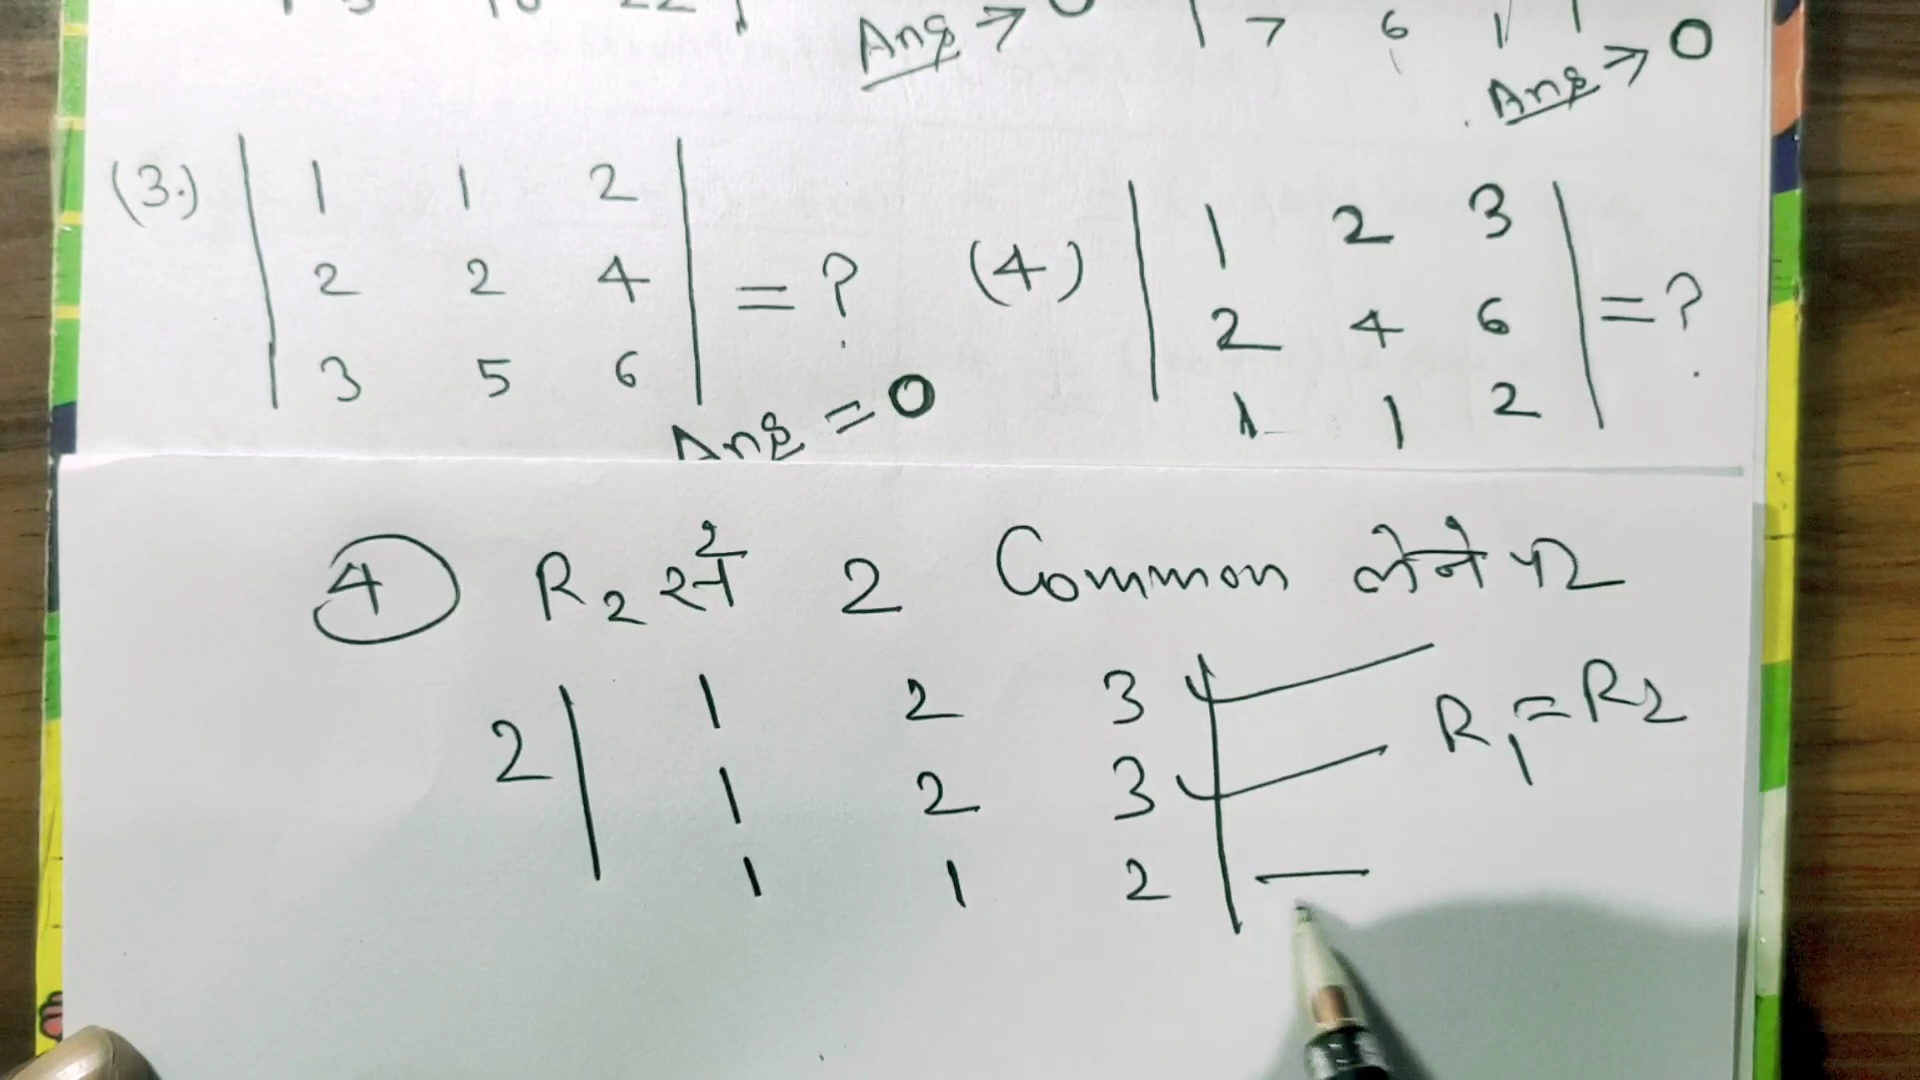 Ans → 0
7 6 1
Ans → 0
(3.) | 1 1 2 |
| 2 2 4 | = ?
| 3 5 6 |
Ans = 0
(4) | 1 2 3 |
| 2 4 6 | = ?
| 1 1 2 |
4 R2 से 2 Common लेने पर
2 | 1 2 3 |
| 1 2 3 | R1 = R2
| 1 1 2 |